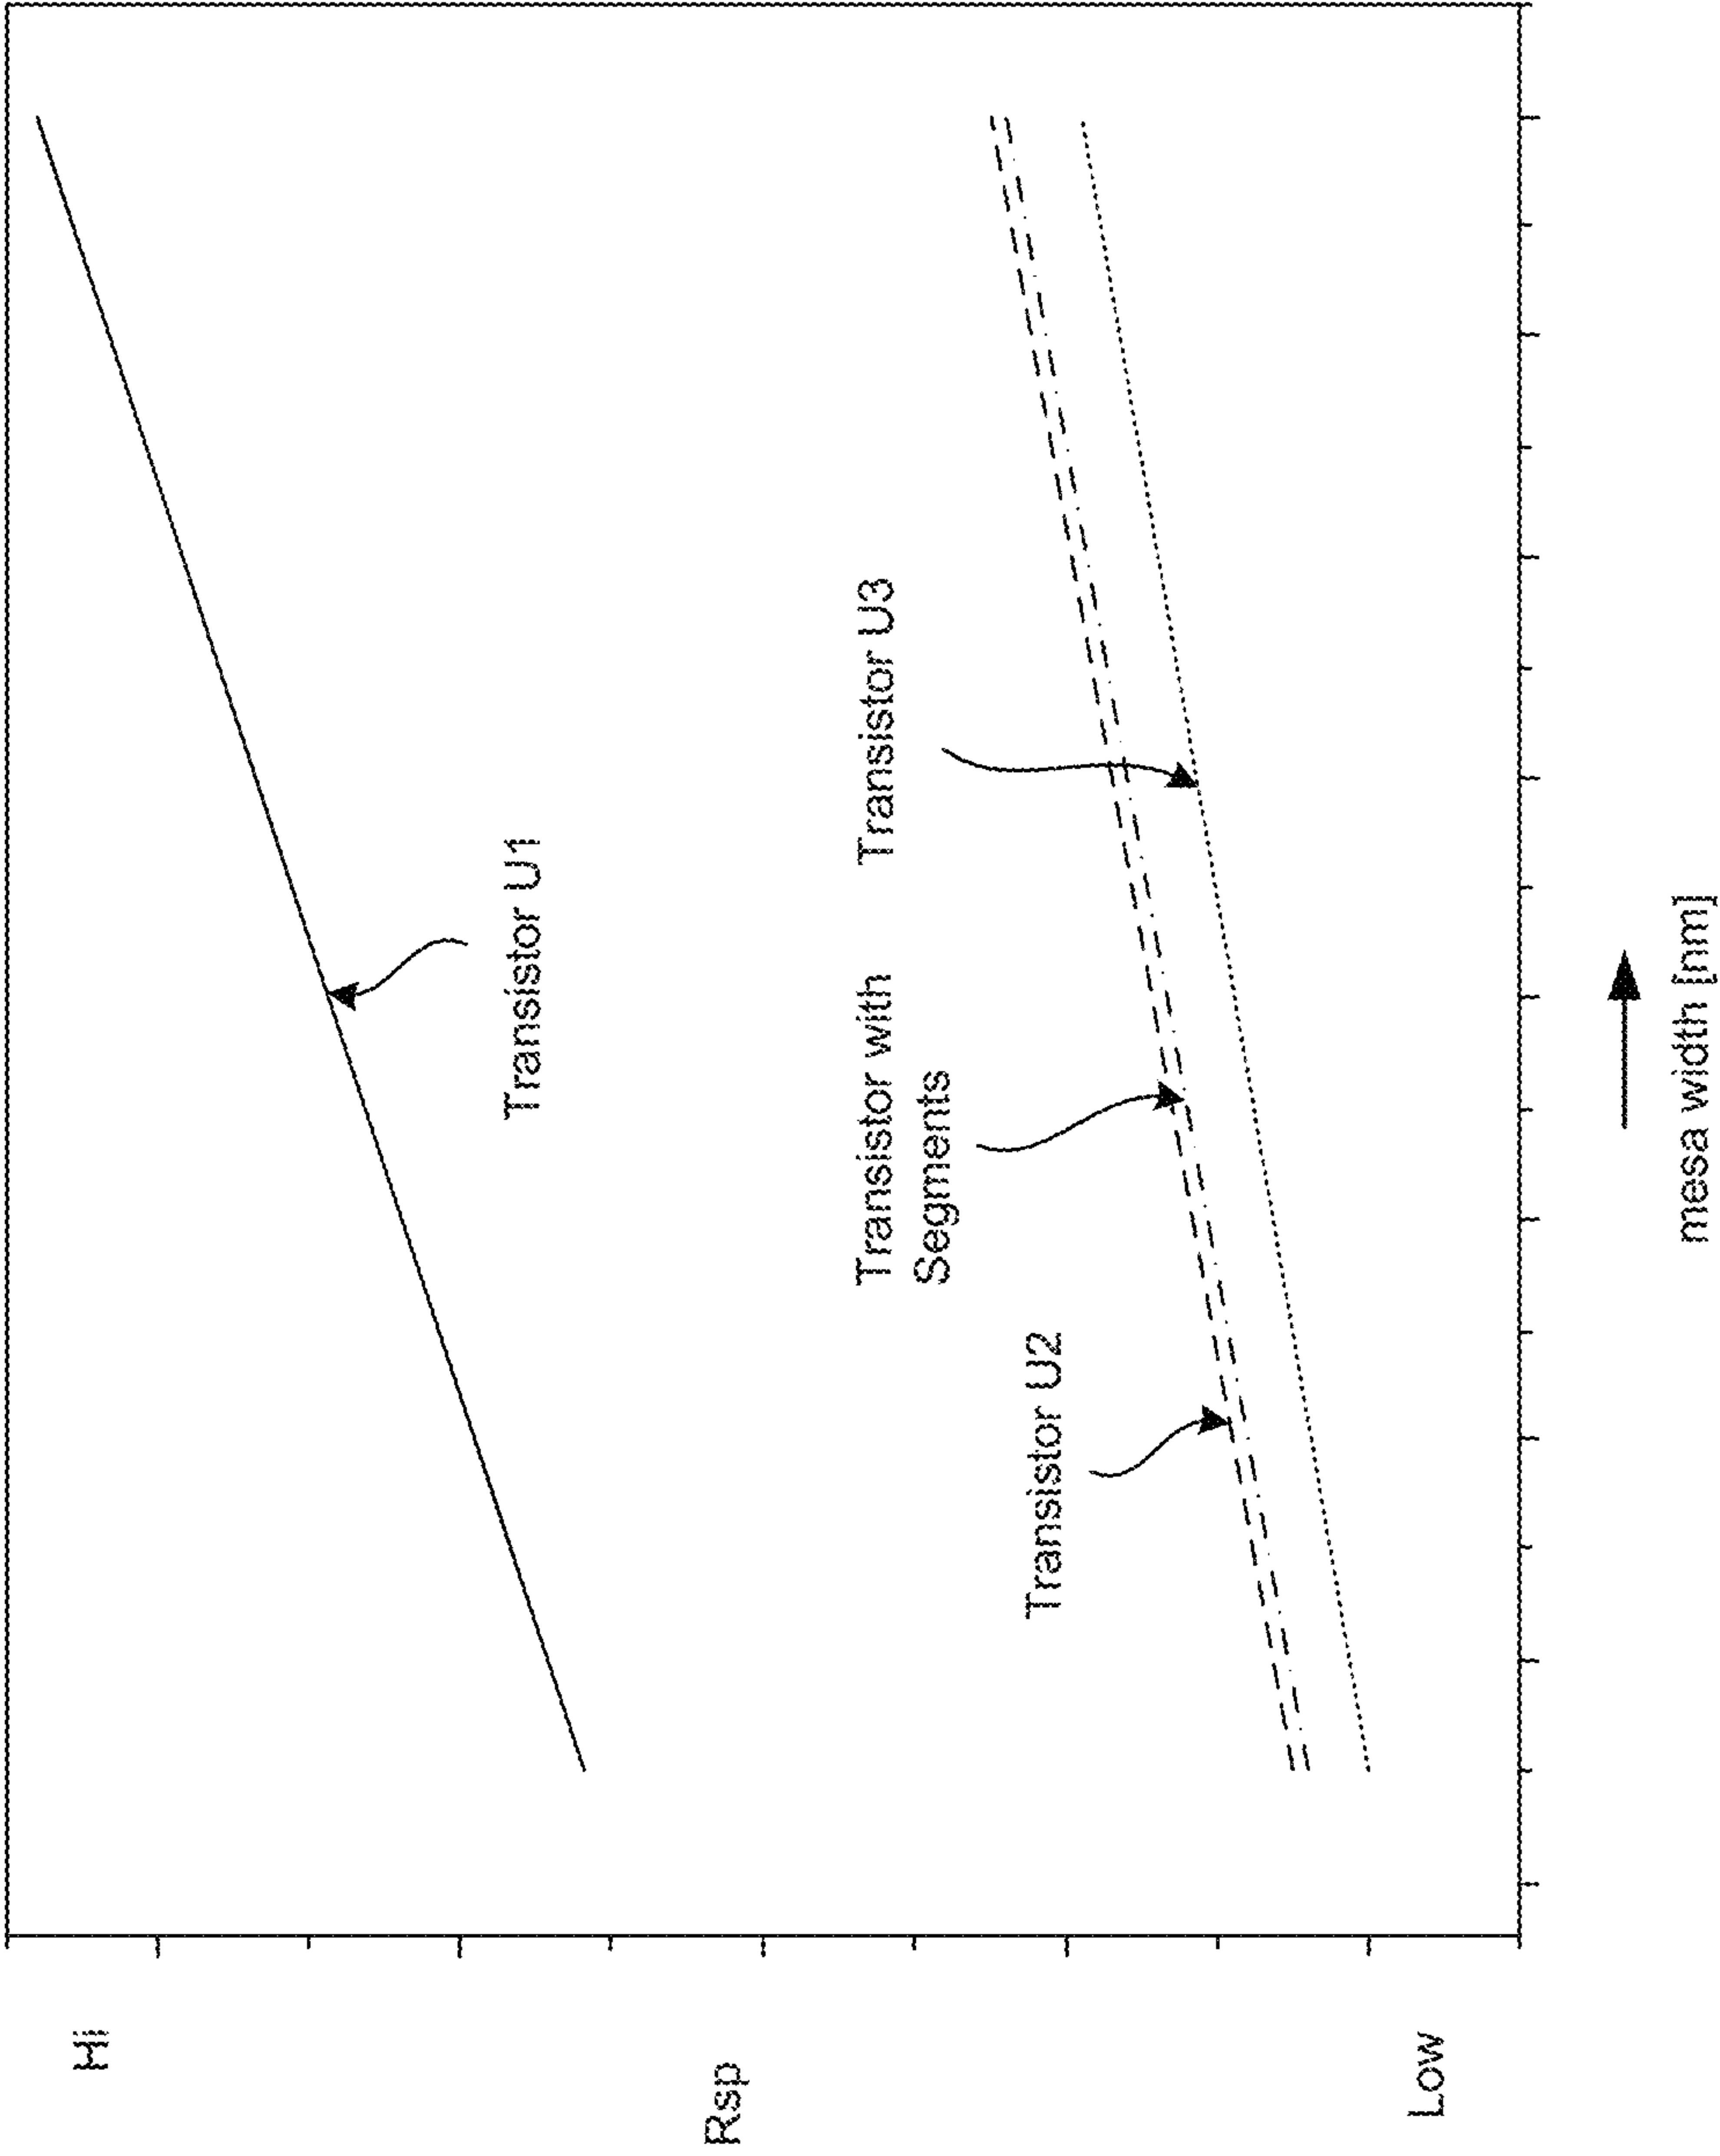 Hi
Rsp
Low
Transistor U1
Transistor U2
Transistor with
Segments
Transistor U3
mesa width [nm]